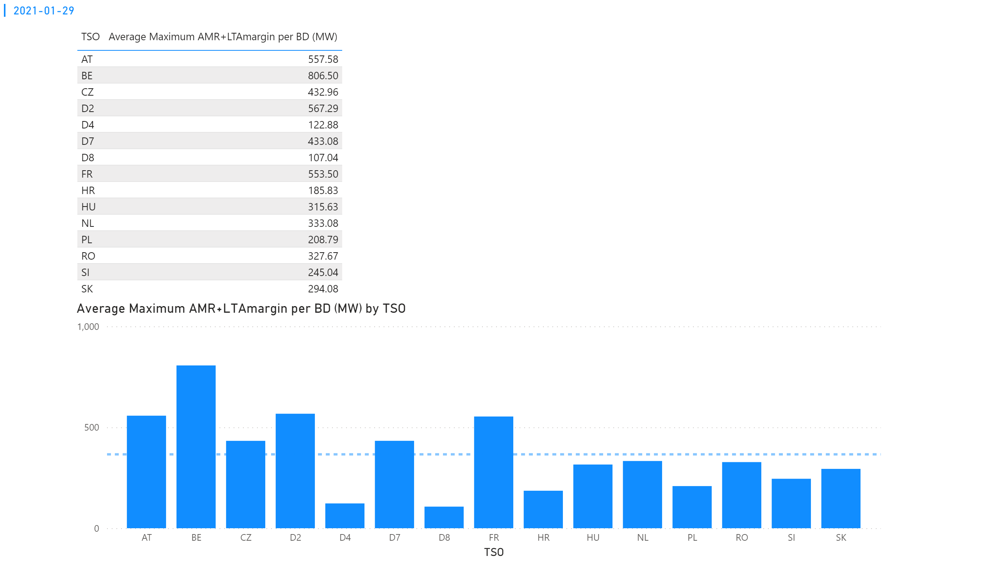 2021-01-29
TSO Average Maximum AMR+LTAmargin per BD (MW)
AT 557.58
BE 806.50
CZ 432.96
D2 567.29
D4 122.88
D7 433.08
D8 107.04
FR 553.50
HR 185.83
HU 315.63
NL 333.08
PL 208.79
RO 327.67
SI 245.04
SK 294.08
Average Maximum AMR+LTAmargin per BD (MW) by TSO
1,000
500
0
AT BE CZ D2 D4 D7 D8 FR HR HU NL PL RO SI SK
TSO